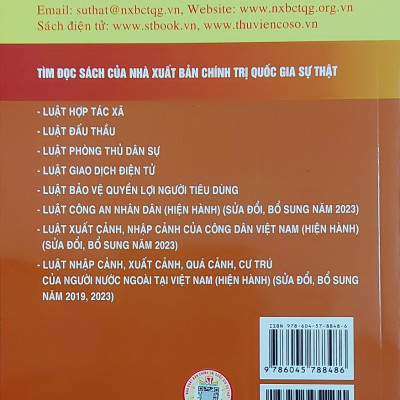 Email: suthat@nxbctqg.vn, Website: www.nxbctqg.org.vn
Sách điện tử: www.stbook.vn, www.thuviencoso.vn
TÌM ĐỌC SÁCH CỦA NHÀ XUẤT BẢN CHÍNH TRỊ QUỐC GIA SỰ THẬT
- LUẬT HỢP TÁC XÃ
- LUẬT ĐẤU THẦU
- LUẬT PHÒNG THỦ DÂN SỰ
- LUẬT GIAO DỊCH ĐIỆN TỬ
- LUẬT BẢO VỆ QUYỀN LỢI NGƯỜI TIÊU DÙNG
- LUẬT CÔNG AN NHÂN DÂN (HIỆN HÀNH) (SỬA ĐỔI, BỔ SUNG NĂM 2023)
- LUẬT XUẤT CẢNH, NHẬP CẢNH CỦA CÔNG DÂN VIỆT NAM (HIỆN HÀNH)
(SỬA ĐỔI, BỔ SUNG NĂM 2023)
- LUẬT NHẬP CẢNH, XUẤT CẢNH, QUÁ CẢNH, CƯ TRÚ
CỦA NGƯỜI NƯỚC NGOÀI TẠI VIỆT NAM (HIỆN HÀNH) (SỬA ĐỔI, BỔ SUNG
NĂM 2019, 2023)
ISBN 978-604-57-8848-6
9 786045 788486